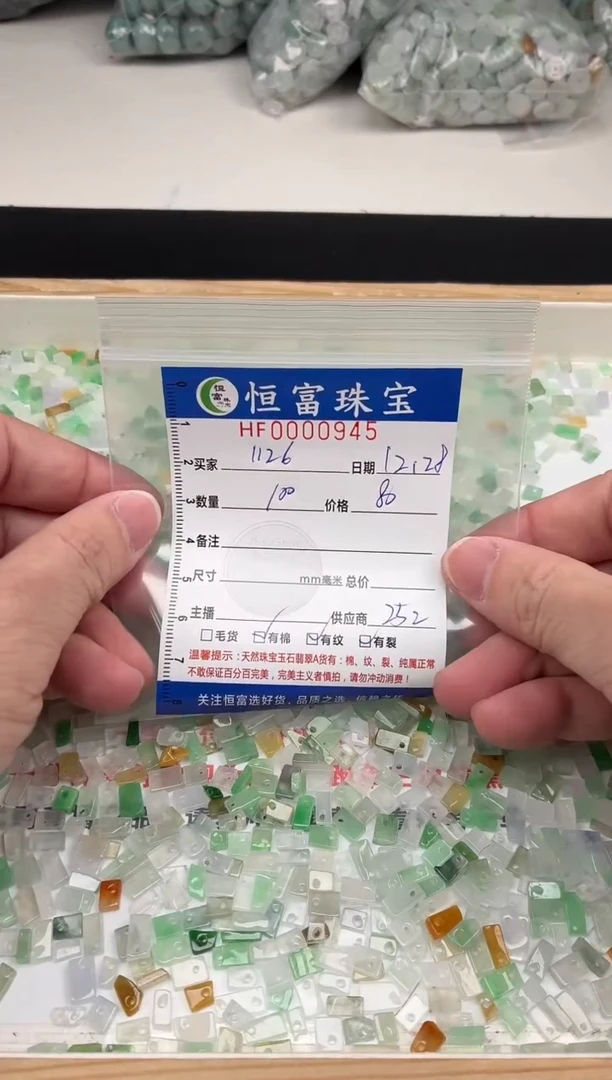 恒富珠宝
HF0000945
买家 1126 日期 12.28
数量 100 价格 80
备注
尺寸 mm毫米 总价
主播 供应商 252
毛货 有棉 有纹 有裂
温馨提示：天然珠宝玉石翡翠A货有：棉、纹、裂、纯属正常
不敢保证百分百完美，完美主义者慎拍，请勿冲动消费！
关注恒富选好货，品质之选